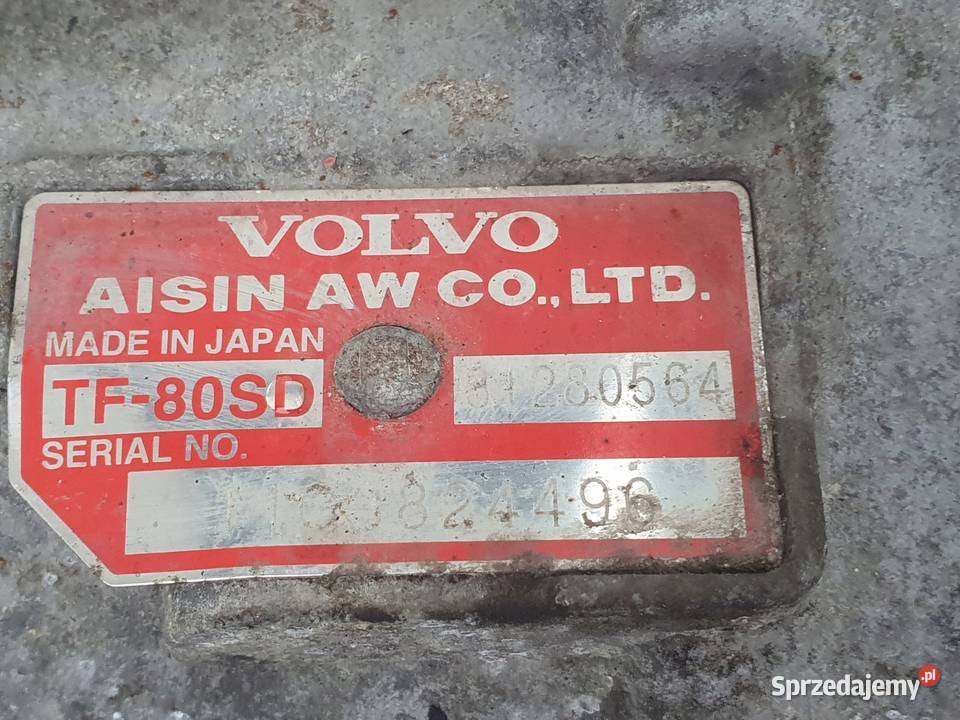 VOLVO
AISIN AW CO., LTD.
MADE IN JAPAN
TF-80SD
31280564
SERIAL NO.
Sprzedajemy.pl